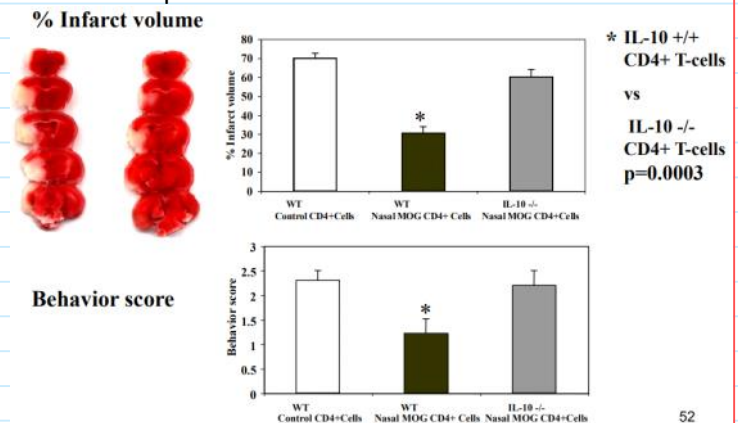 % Infarct volume
% Infarct volume
80
70
60
50
40
30
20
10
0
*
WT
Control CD4+Cells
WT
Nasal MOG CD4+ Cells
IL-10 -/-
Nasal MOG CD4+Cells
* IL-10 +/+
CD4+ T-cells
vs
IL-10 -/-
CD4+ T-cells
p=0.0003
Behavior score
Behavior score
3
2.5
2
1.5
1
0.5
0
*
WT
Control CD4+Cells
WT
Nasal MOG CD4+ Cells
IL-10 -/-
Nasal MOG CD4+Cells
52